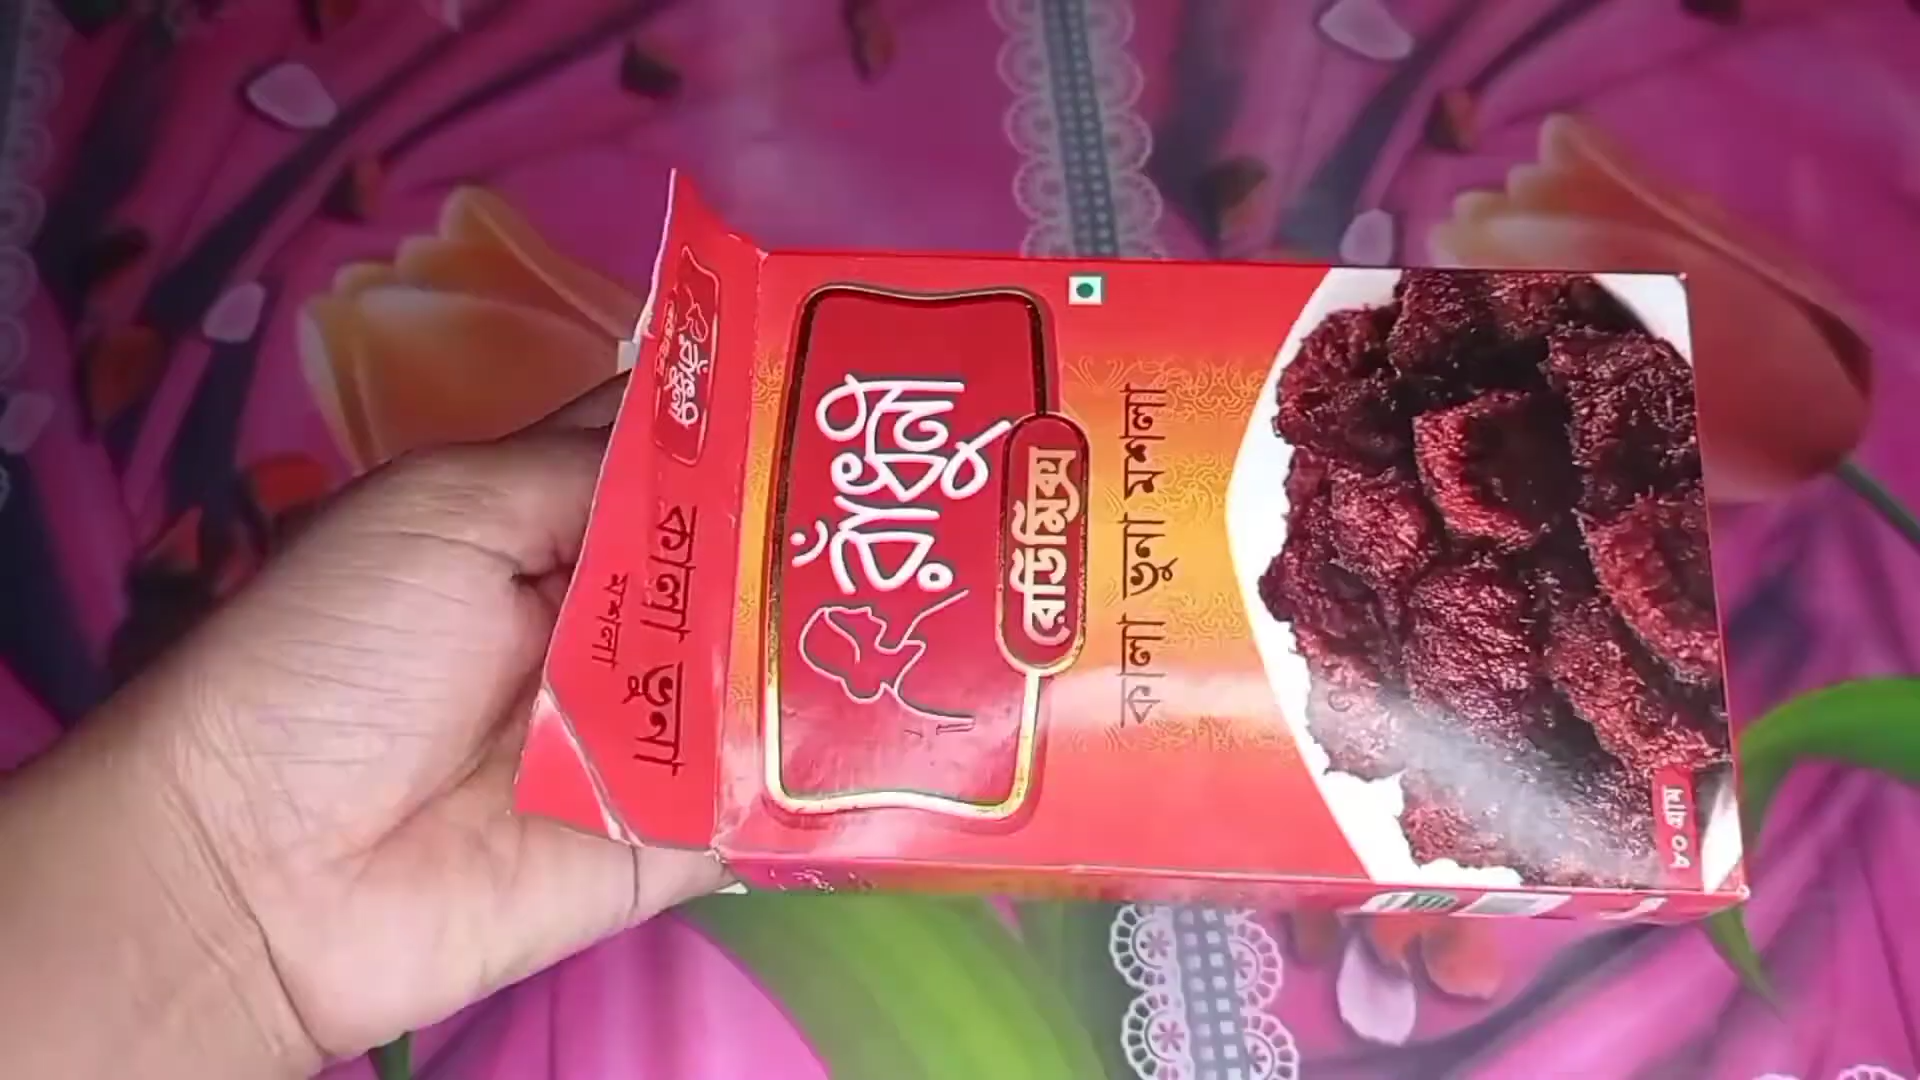 রাঁধুনী
রেডিমিক্স
কালা ভুনা মশলা
রাঁধুনী
কালা ভুনা
মশলা